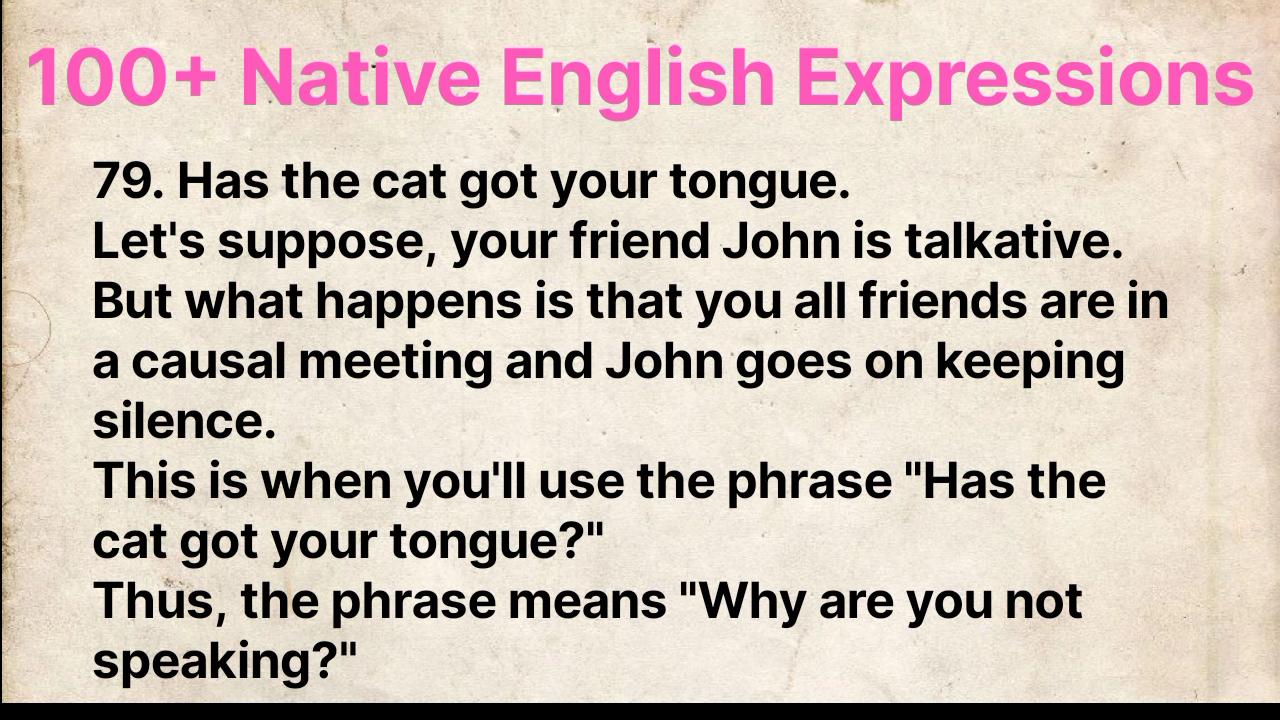 100+ Native English Expressions
79. Has the cat got your tongue.
Let's suppose, your friend John is talkative.
But what happens is that you all friends are in
a causal meeting and John goes on keeping
silence.
This is when you'll use the phrase "Has the
cat got your tongue?"
Thus, the phrase means "Why are you not
speaking?"